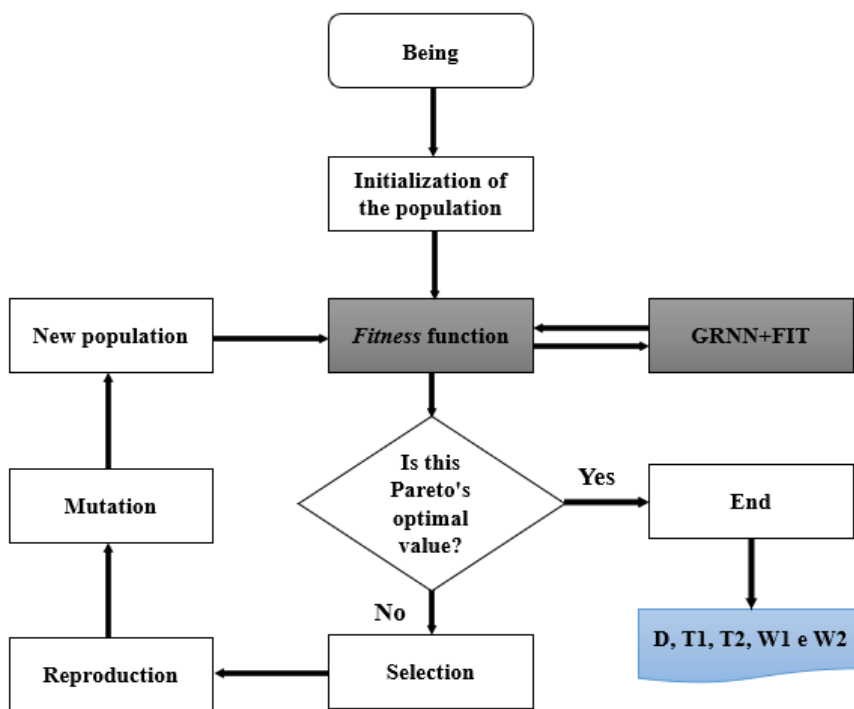 Being
Initialization of
the population
New population
Fitness function
GRNN+FIT
Is this
Pareto's
optimal
value?
Yes
End
Mutation
No
D, T1, T2, W1 e W2
Reproduction
Selection